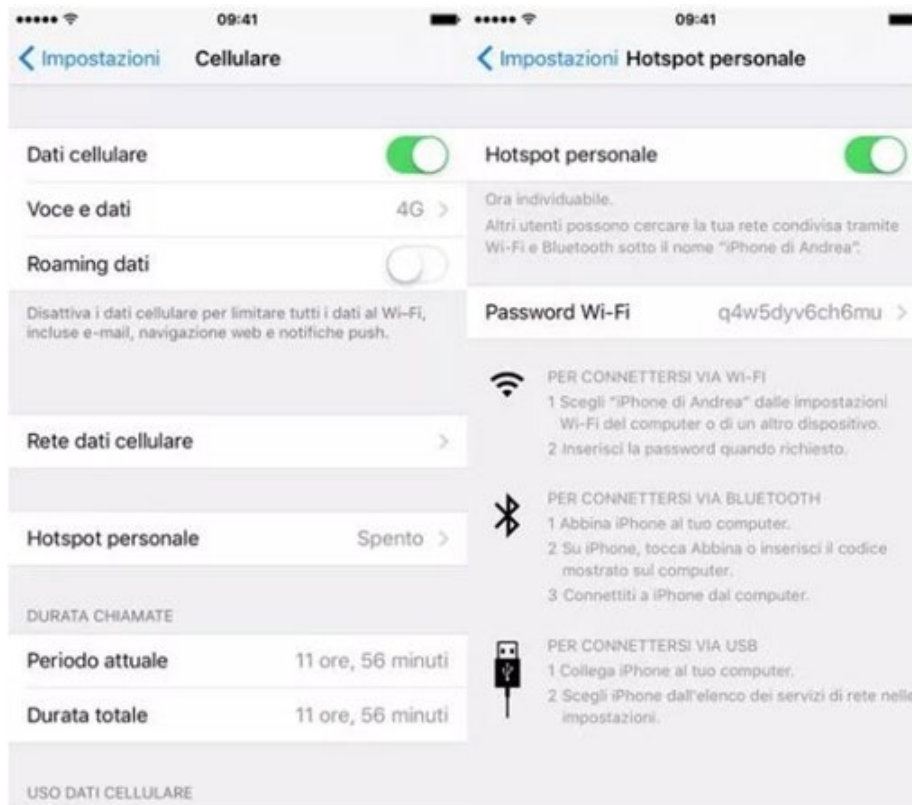 09:41
Impostazioni
Cellulare
Dati cellulare
Voce e dati
4G
Roaming dati
Disattiva i dati cellulare per limitare tutti i dati al Wi-Fi,
incluse e-mail, navigazione web e notifiche push.
Rete dati cellulare
Hotspot personale
Spento
DURATA CHIAMATE
Periodo attuale
11 ore, 56 minuti
Durata totale
11 ore, 56 minuti
USO DATI CELLULARE
09:41
Impostazioni
Hotspot personale
Hotspot personale
Ora individuabile.
Altri utenti possono cercare la tua rete condivisa tramite
Wi-Fi e Bluetooth sotto il nome "iPhone di Andrea".
Password Wi-Fi
q4w5dyv6ch6mu
PER CONNETTERSI VIA WI-FI
1 Scegli "iPhone di Andrea" dalle impostazioni
Wi-Fi del computer o di un altro dispositivo.
2 Inserisci la password quando richiesto.
PER CONNETTERSI VIA BLUETOOTH
1 Abbina iPhone al tuo computer.
2 Su iPhone, tocca Abbina o inserisci il codice
mostrato sul computer.
3 Connettiti a iPhone dal computer.
PER CONNETTERSI VIA USB
1 Collega iPhone al tuo computer.
2 Scegli iPhone dall'elenco dei servizi di rete nelle
impostazioni.